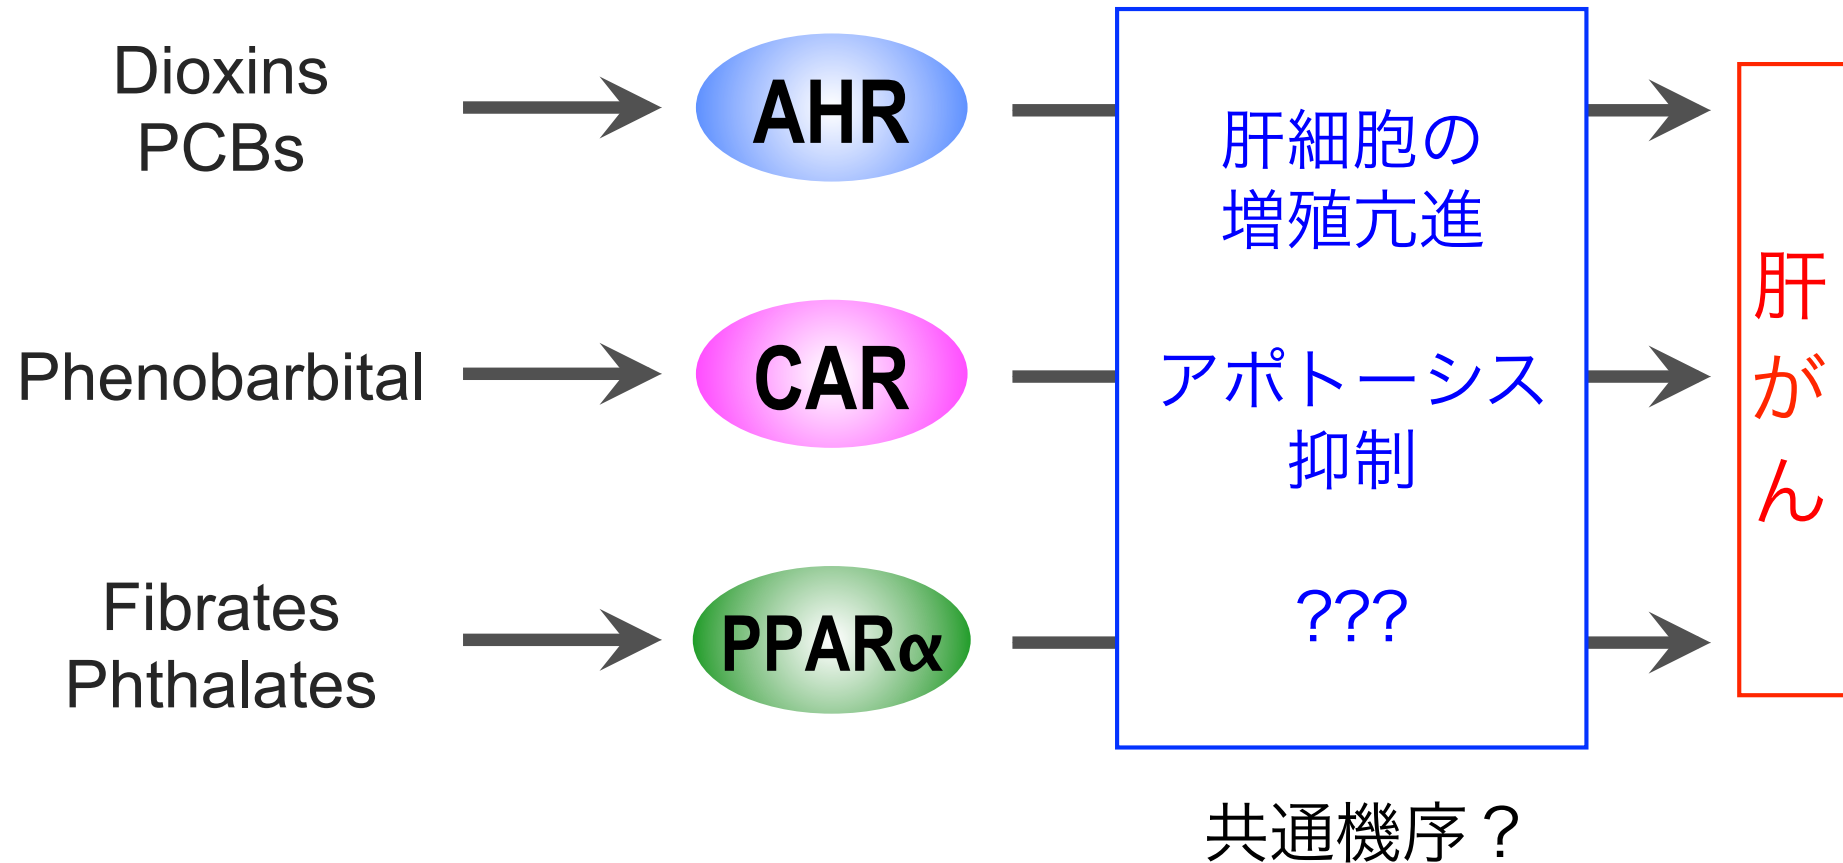 Dioxins
PCBs
AHR
Phenobarbital
CAR
Fibrates
Phthalates
PPARα
肝細胞の
増殖亢進
アポトーシス
抑制
???
共通機序？
肝がん